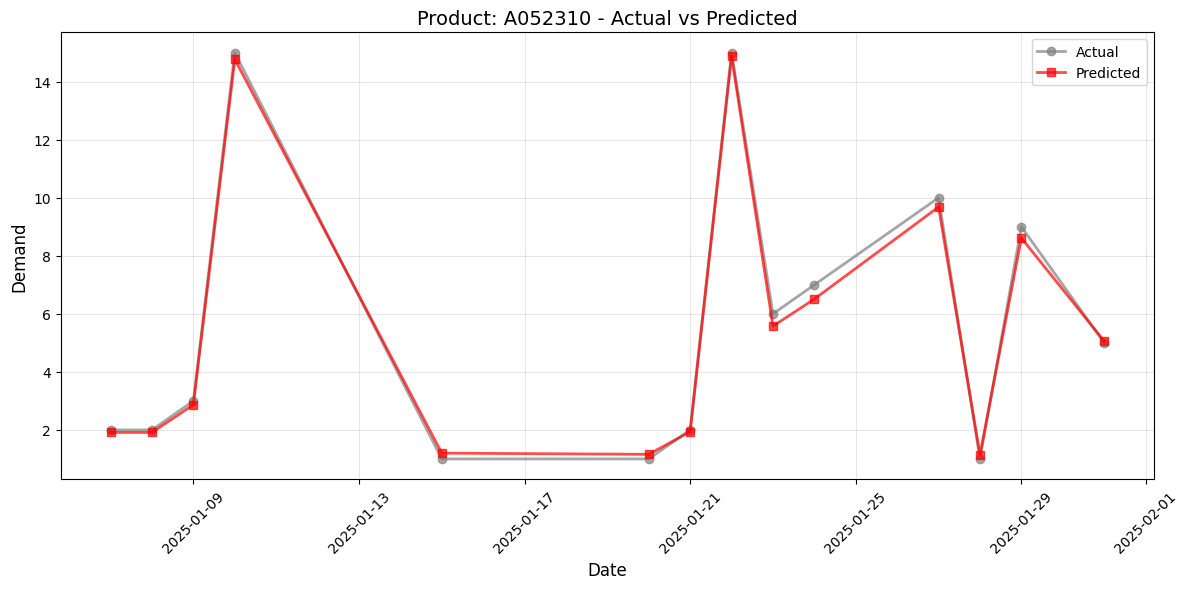 Product: A052310 - Actual vs Predicted
Actual
Predicted
Demand
14
12
10
8
6
4
2
2025-01-09
2025-01-13
2025-01-17
2025-01-21
2025-01-25
2025-01-29
2025-02-01
Date